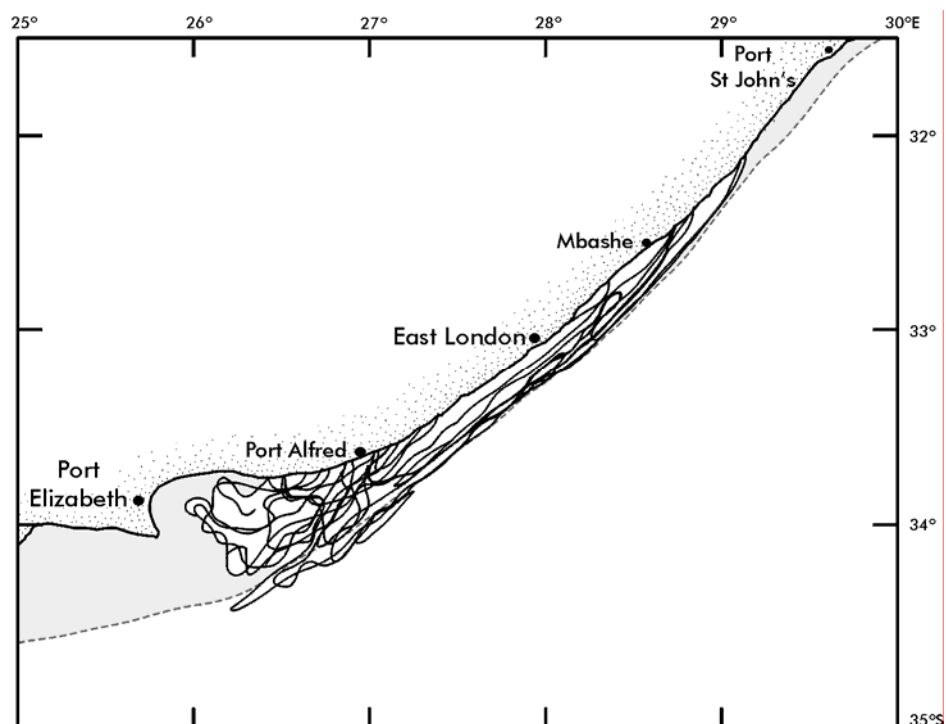 25°
26°
27°
28°
29°
30°E
Port
St John's
32°
Mbashe
East London
33°
Port Alfred
Port
Elizabeth
34°
35°S